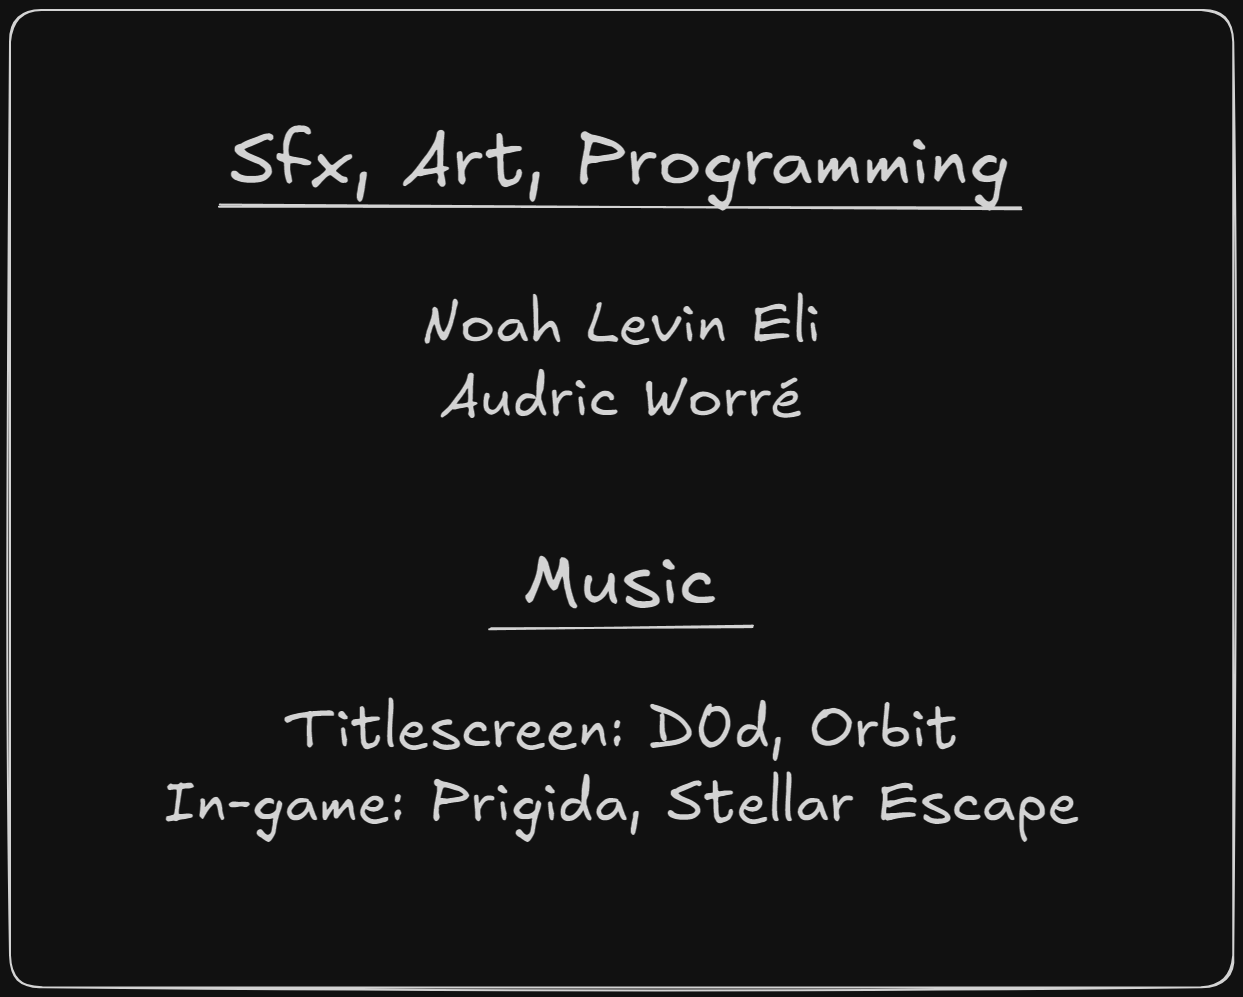 Sfx, Art, Programming
Noah Levin Eli
Audric Worré
Music
Titlescreen: D0d, Orbit
In-game: Prigida, Stellar Escape